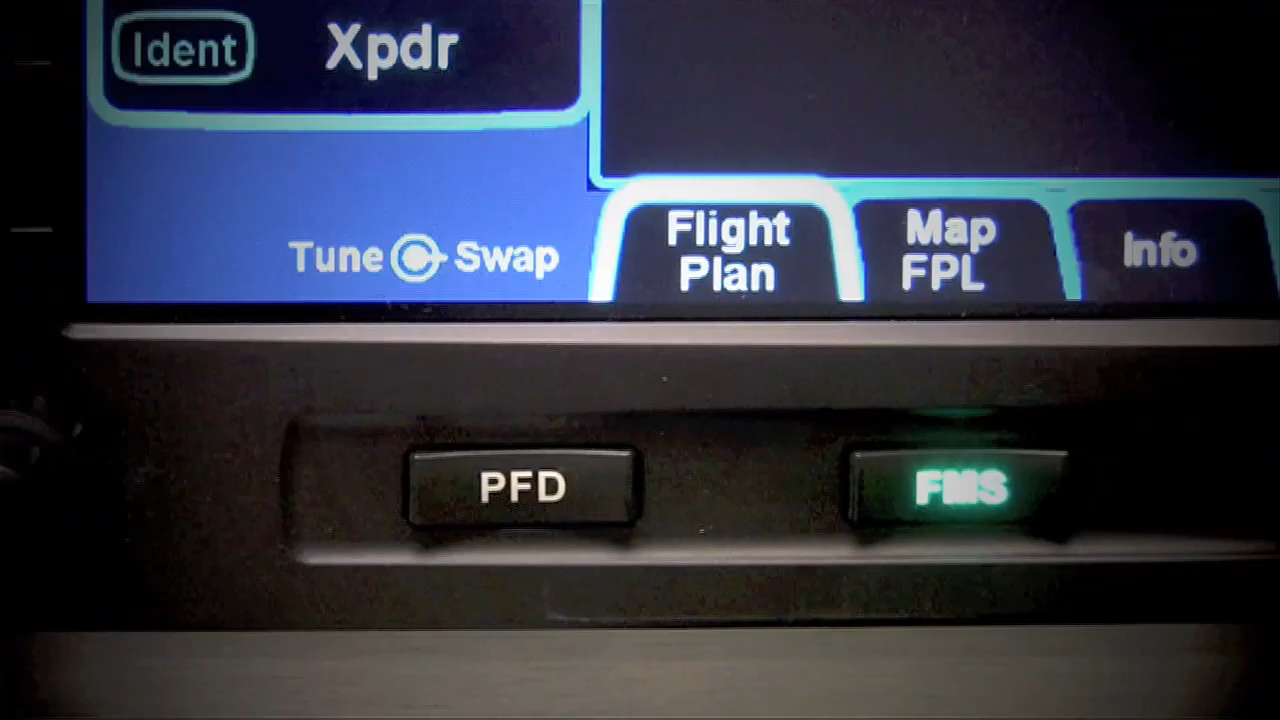 Ident
Xpdr
Tune Swap
Flight
Plan
Map
FPL
Info
PFD
FMS